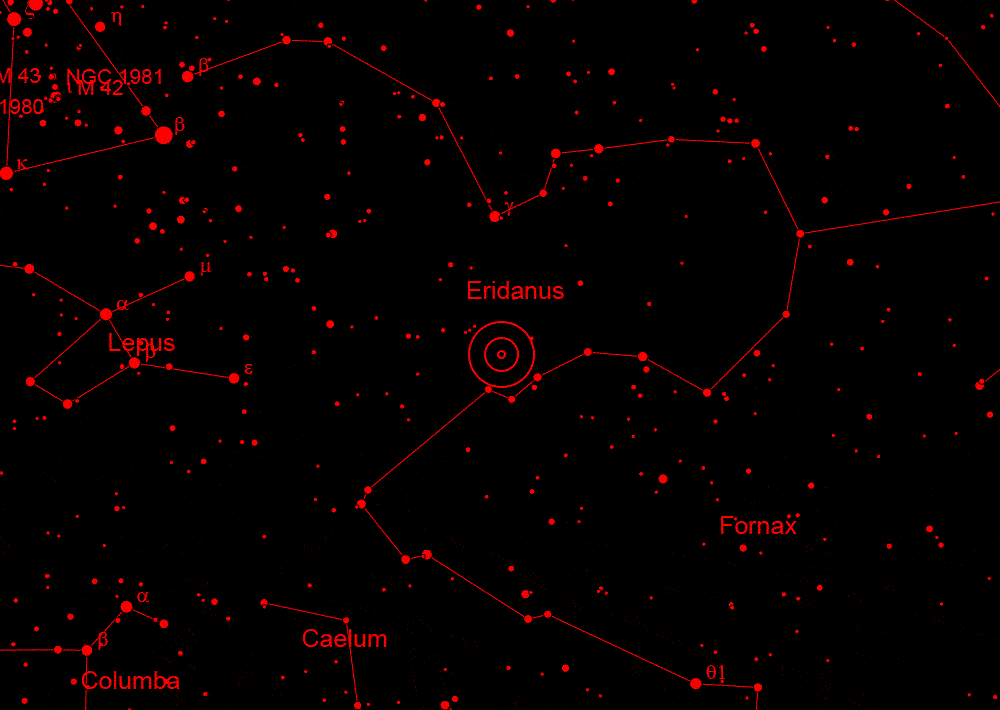 ζ
η
β
M 43
NGC 1981
M 42
1980
β
κ
γ
μ
Eridanus
α
Lepus
β
ε
Fornax
α
θ1
β
Caelum
Columba